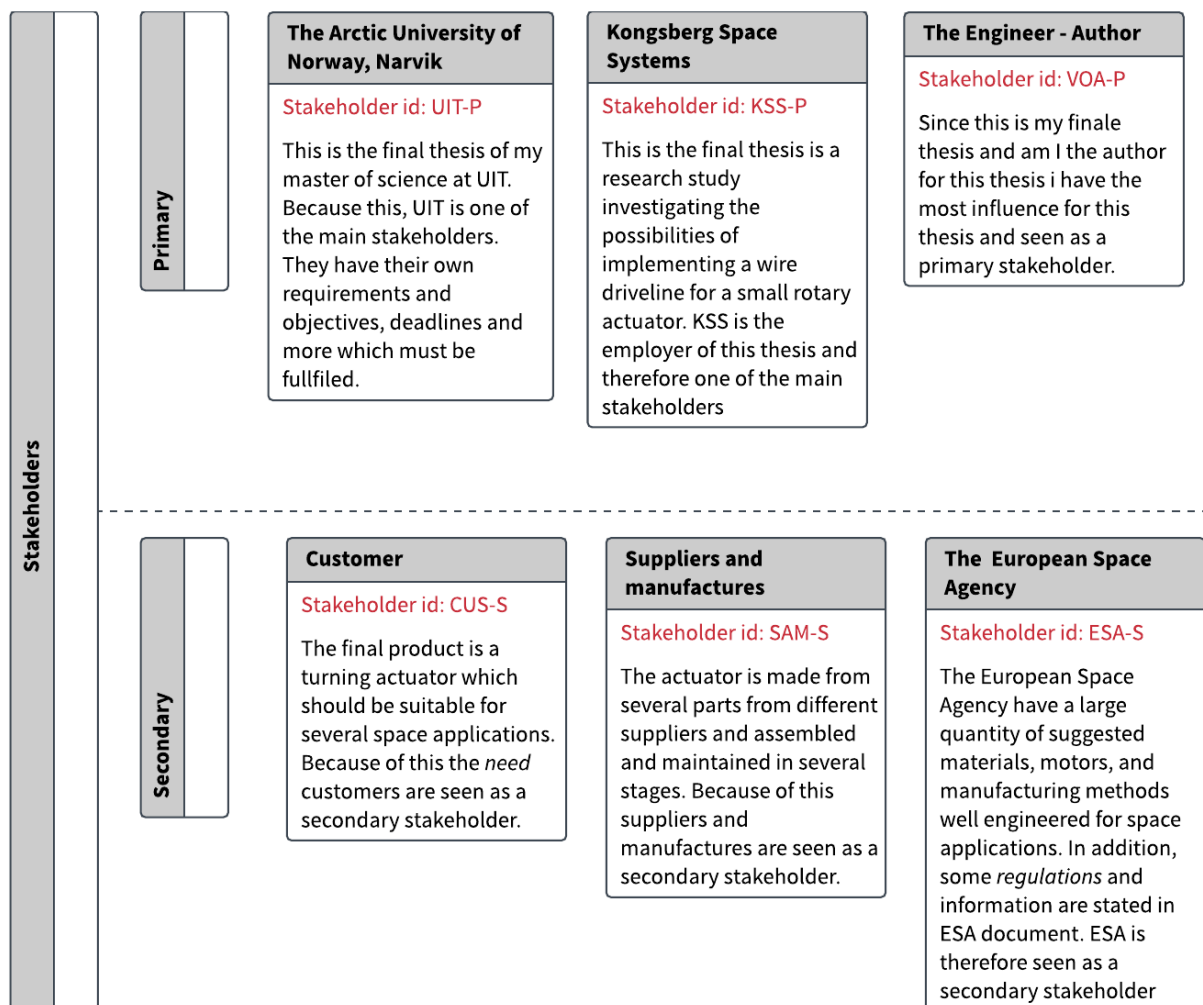 Stakeholders
Primary
The Arctic University of
Norway, Narvik
Stakeholder id: UIT-P
This is the final thesis of my
master of science at UIT.
Because this, UIT is one of
the main stakeholders.
They have their own
requirements and
objectives, deadlines and
more which must be
fullfiled.
Kongsberg Space
Systems
Stakeholder id: KSS-P
This is the final thesis is a
research study
investigating the
possibilities of
implementing a wire
driveline for a small rotary
actuator. KSS is the
employer of this thesis and
therefore one of the main
stakeholders
The Engineer - Author
Stakeholder id: VOA-P
Since this is my finale
thesis and am I the author
for this thesis i have the
most influence for this
thesis and seen as a
primary stakeholder.
Secondary
Customer
Stakeholder id: CUS-S
The final product is a
turning actuator which
should be suitable for
several space applications.
Because of this the need
customers are seen as a
secondary stakeholder.
Suppliers and
manufactures
Stakeholder id: SAM-S
The actuator is made from
several parts from different
suppliers and assembled
and maintained in several
stages. Because of this
suppliers and
manufactures are seen as a
secondary stakeholder.
The European Space
Agency
Stakeholder id: ESA-S
The European Space
Agency have a large
quantity of suggested
materials, motors, and
manufacturing methods
well engineered for space
applications. In addition,
some regulations and
information are stated in
ESA document. ESA is
therefore seen as a
secondary stakeholder